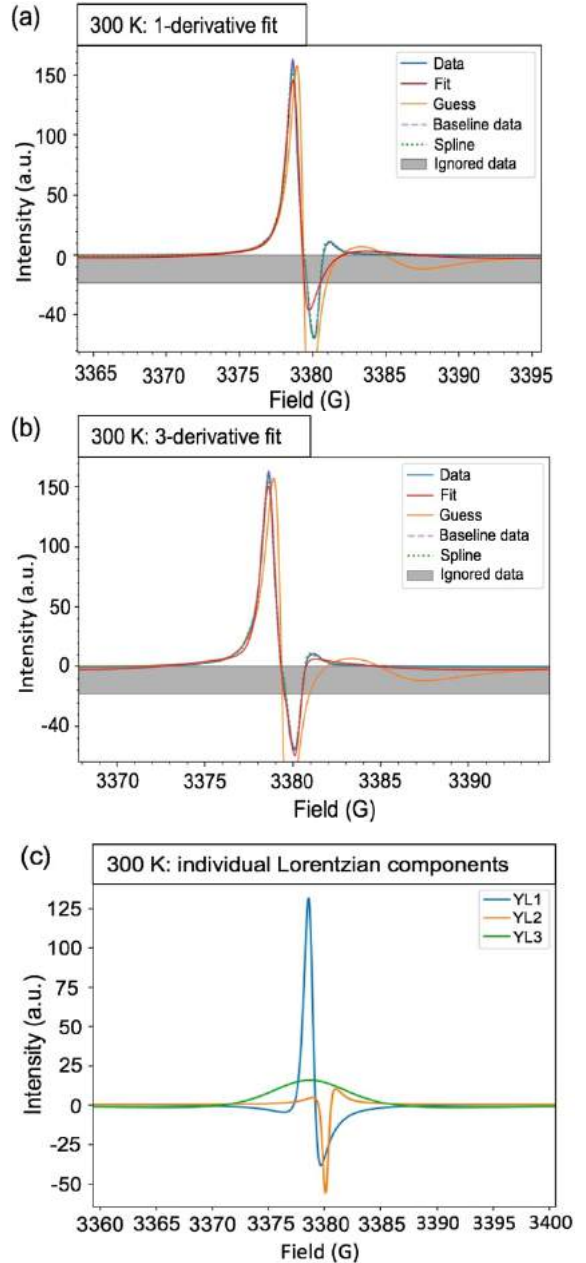 (a)
300 K: 1-derivative fit
150
100
50
0
-40
Intensity (a.u.)
Data
Fit
Guess
Baseline data
Spline
Ignored data
3365 3370 3375 3380 3385 3390 3395
Field (G)
(b)
300 K: 3-derivative fit
150
100
50
0
-40
Intensity (a.u.)
Data
Fit
Guess
Baseline data
Spline
Ignored data
3370 3375 3380 3385 3390
Field (G)
(c)
300 K: individual Lorentzian components
125
100
75
50
25
0
-25
-50
Intensity (a.u.)
YL1
YL2
YL3
3360 3365 3370 3375 3380 3385 3390 3395 3400
Field (G)